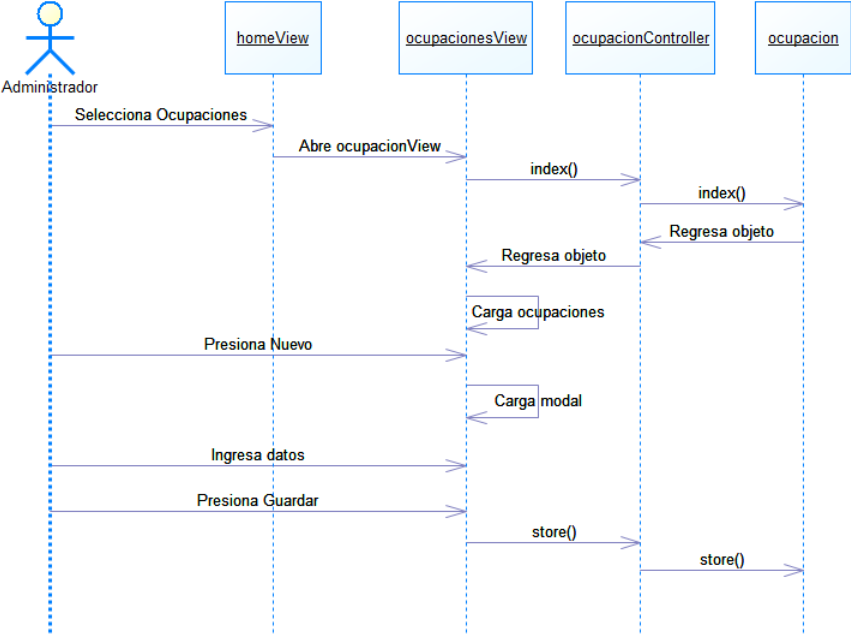 homeView
ocupacionesView
ocupacionController
ocupacion
Administrador
Selecciona Ocupaciones
Abre ocupacionView
index()
index()
Regresa objeto
Regresa objeto
Carga ocupaciones
Presiona Nuevo
Carga modal
Ingresa datos
Presiona Guardar
store()
store()